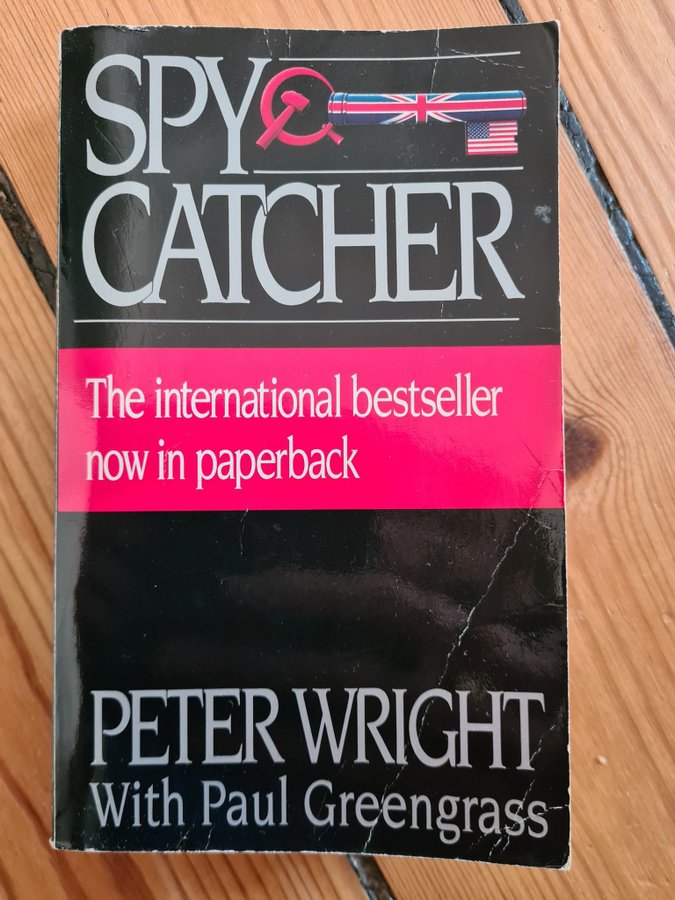 SPY
CATCHER
The international bestseller
now in paperback
PETER WRIGHT
With Paul Greengrass